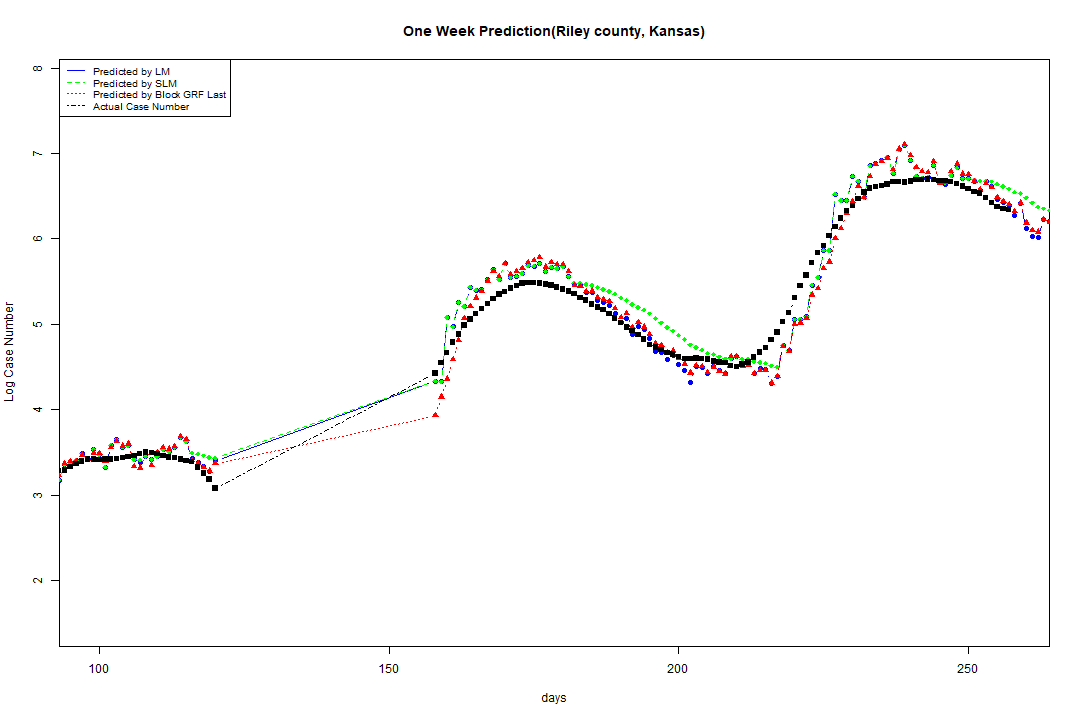 One Week Prediction(Riley county, Kansas)
Predicted by LM
Predicted by SLM
Predicted by Block GRF Last
Actual Case Number
8
7
6
5
4
3
2
Log Case Number
100 150 200 250
days